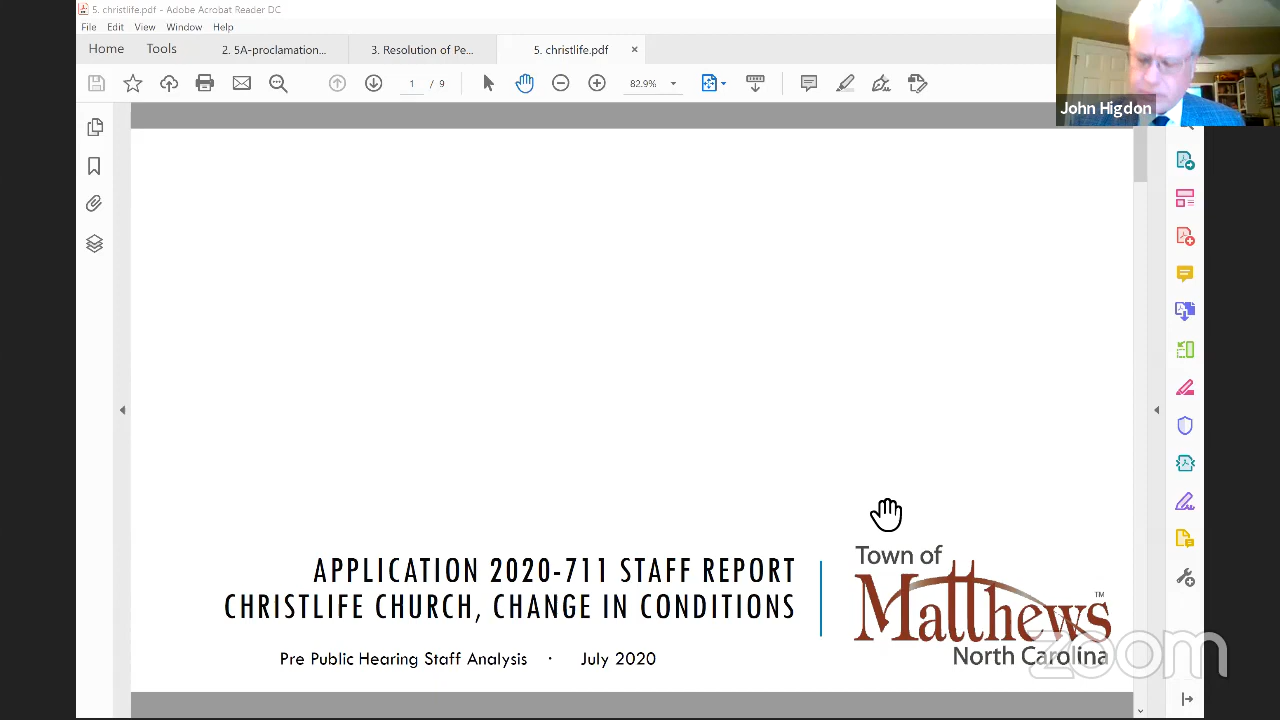 5. christlife.pdf - Adobe Acrobat Reader DC
File Edit View Window Help
Home Tools 2. 5A-proclamation... 3. Resolution of Pe... 5. christlife.pdf ×
1 / 9 82.9%
John Higdon
APPLICATION 2020-711 STAFF REPORT
CHRISTLIFE CHURCH, CHANGE IN CONDITIONS
Pre Public Hearing Staff Analysis · July 2020
Town of
Matthews™
North Carolina
zoom